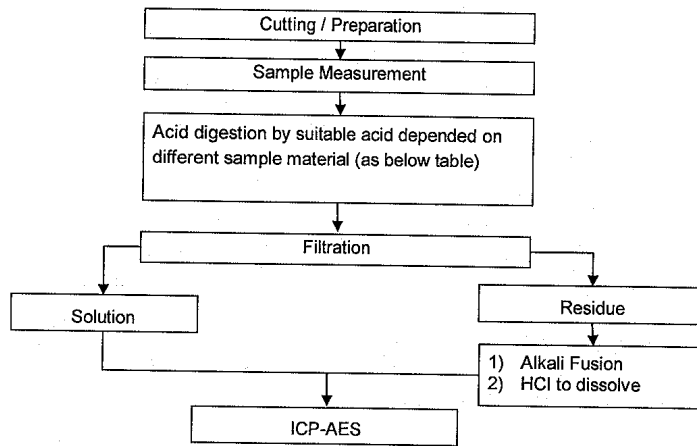 Cutting / Preparation
Sample Measurement
Acid digestion by suitable acid depended on
different sample material (as below table)
Filtration
Solution
Residue
1) Alkali Fusion
2) HCl to dissolve
ICP-AES